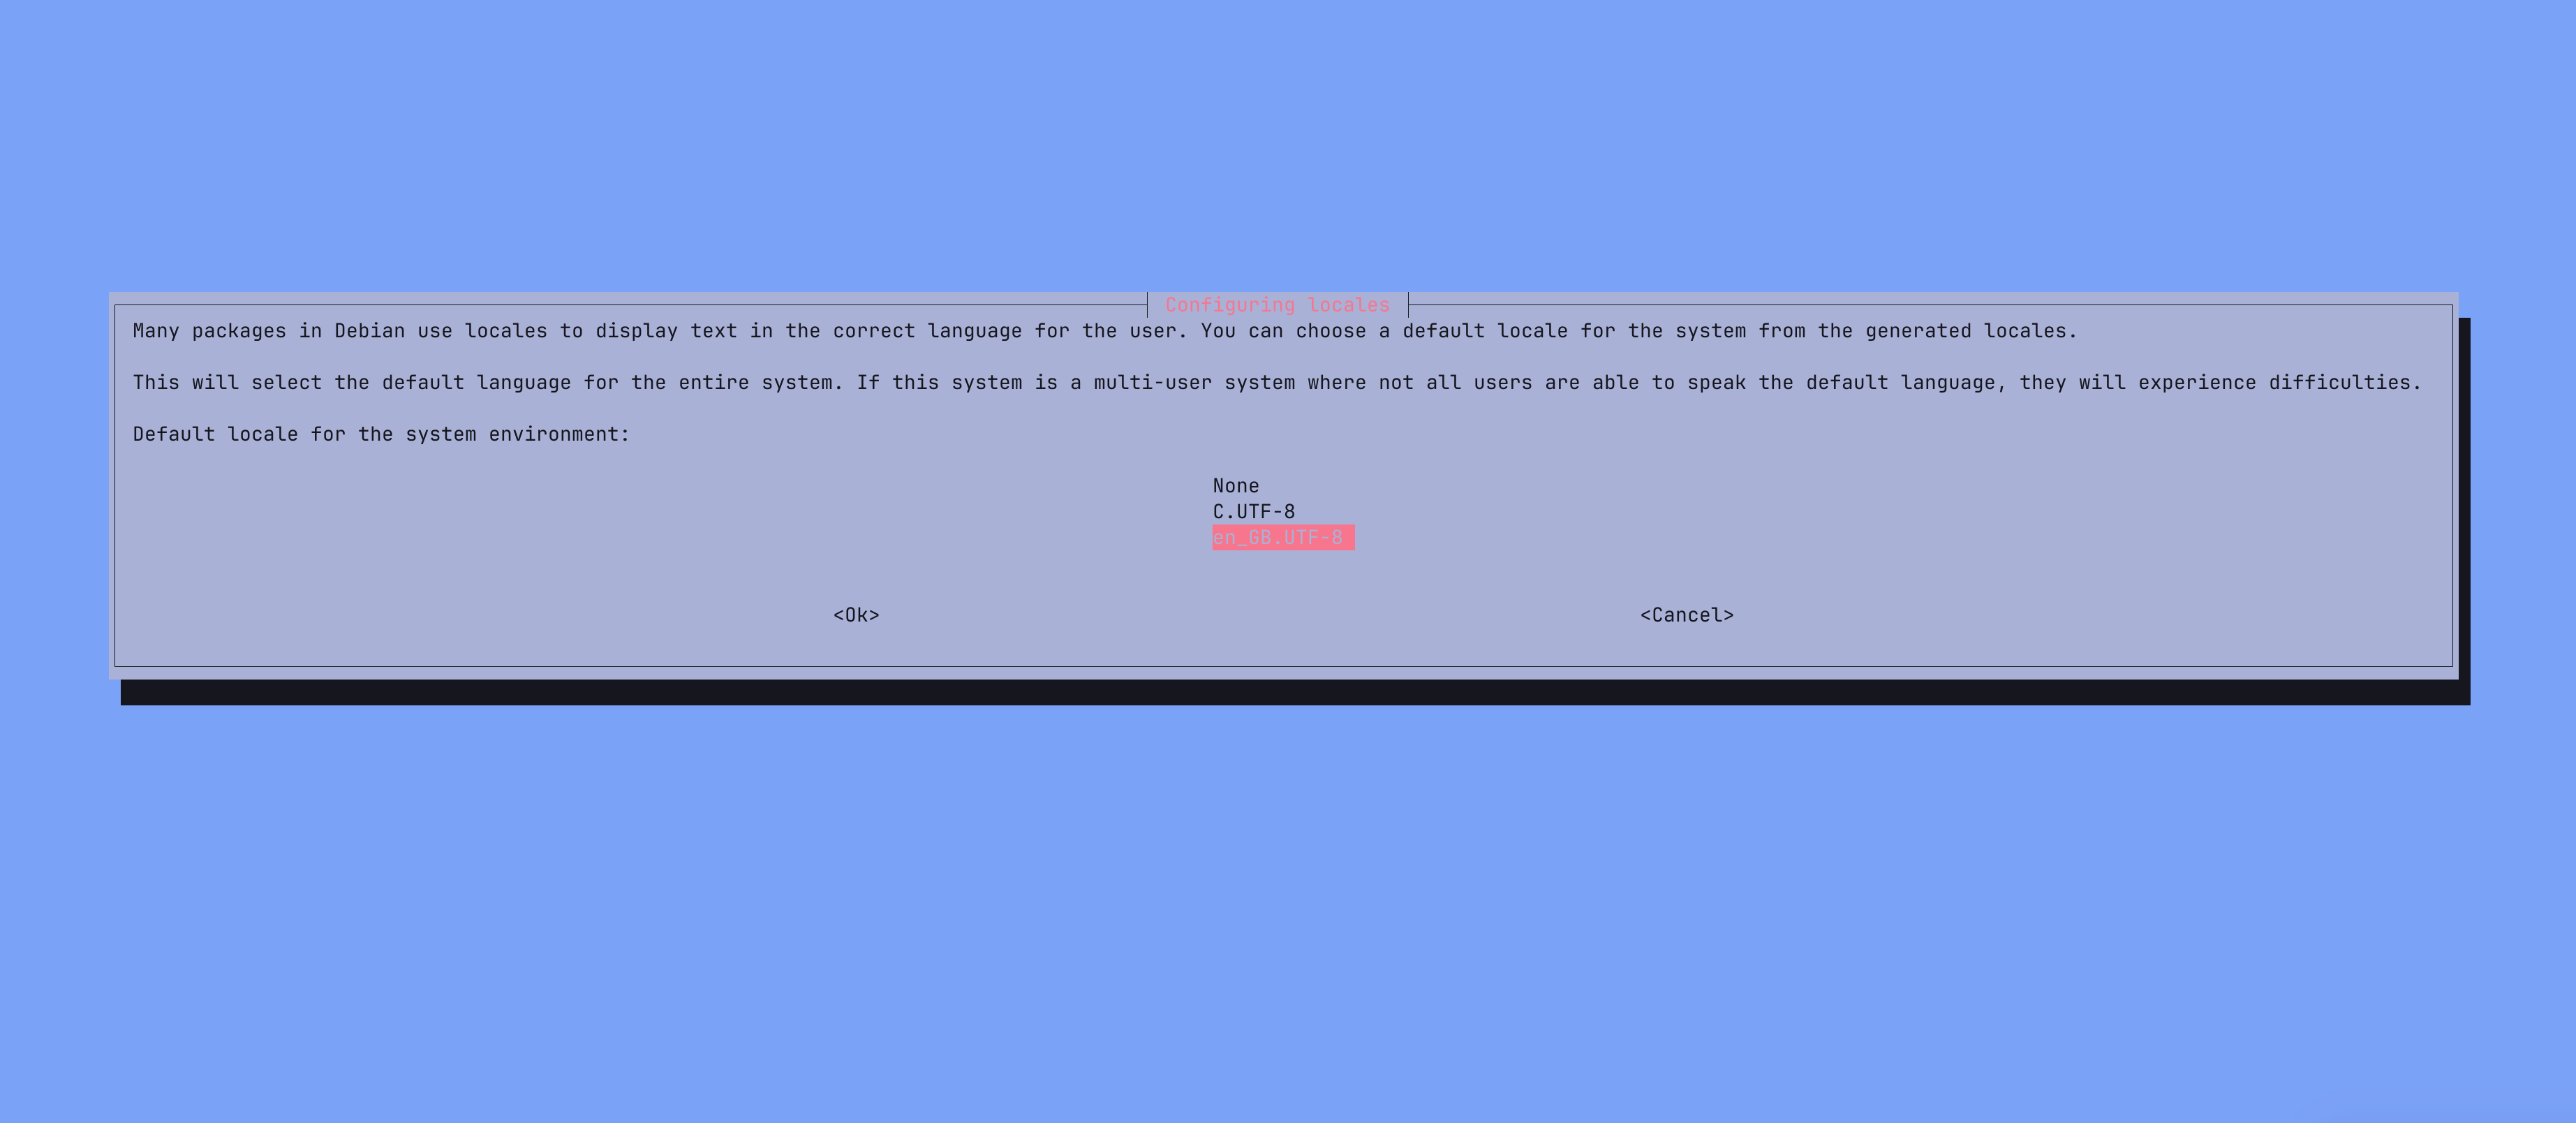 Configuring locales
Many packages in Debian use locales to display text in the correct language for the user. You can choose a default locale for the system from the generated locales.
This will select the default language for the entire system. If this system is a multi-user system where not all users are able to speak the default language, they will experience difficulties.
Default locale for the system environment:
None
C.UTF-8
en_GB.UTF-8
<Ok> <Cancel>